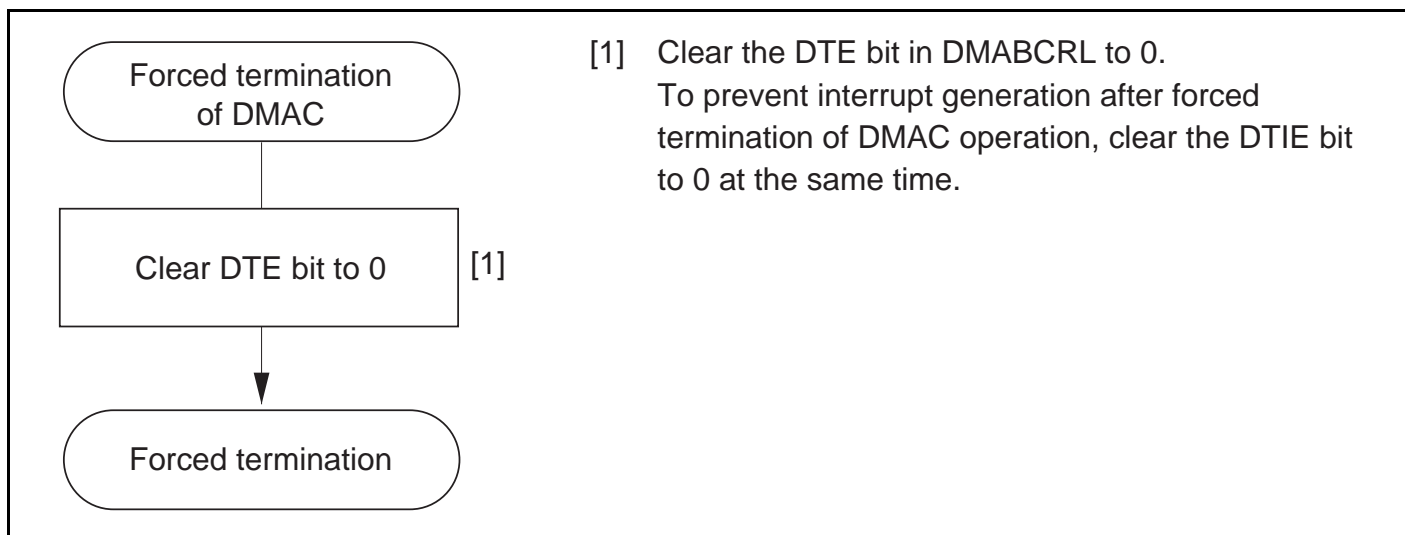 Forced termination
of DMAC
Clear DTE bit to 0
[1]
Forced termination
[1] Clear the DTE bit in DMABCRL to 0.
To prevent interrupt generation after forced
termination of DMAC operation, clear the DTIE bit
to 0 at the same time.